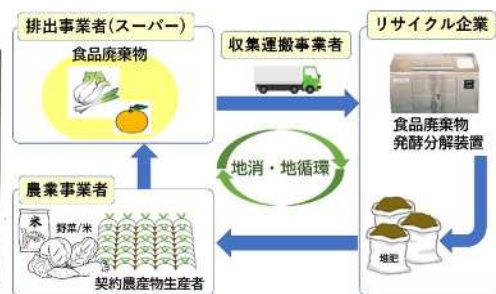 排出事業者(スーパー)
食品廃棄物
収集運搬事業者
リサイクル企業
食品廃棄物
発酵分解装置
地消・地循環
堆肥
農業事業者
米
野菜/米
契約農産物生産者